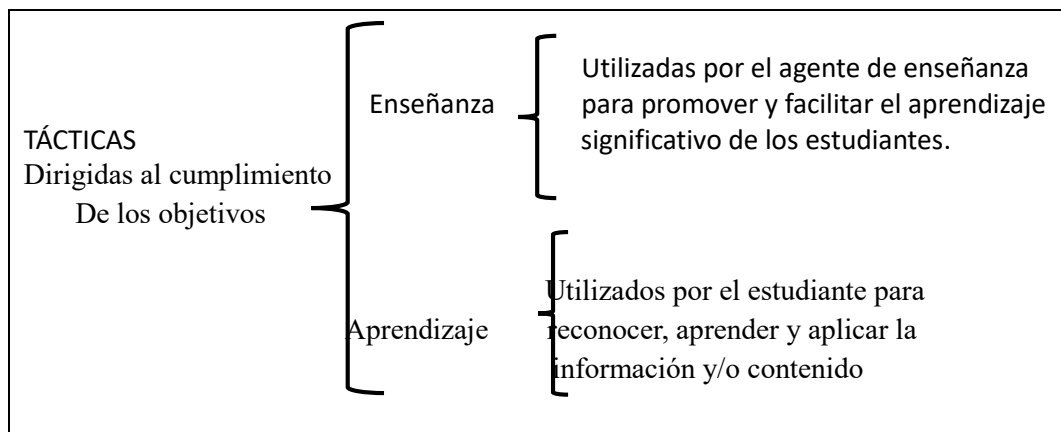 TÁCTICAS
Dirigidas al cumplimiento
De los objetivos
Enseñanza
Utilizadas por el agente de enseñanza
para promover y facilitar el aprendizaje
significativo de los estudiantes.
Aprendizaje
Utilizados por el estudiante para
reconocer, aprender y aplicar la
información y/o contenido